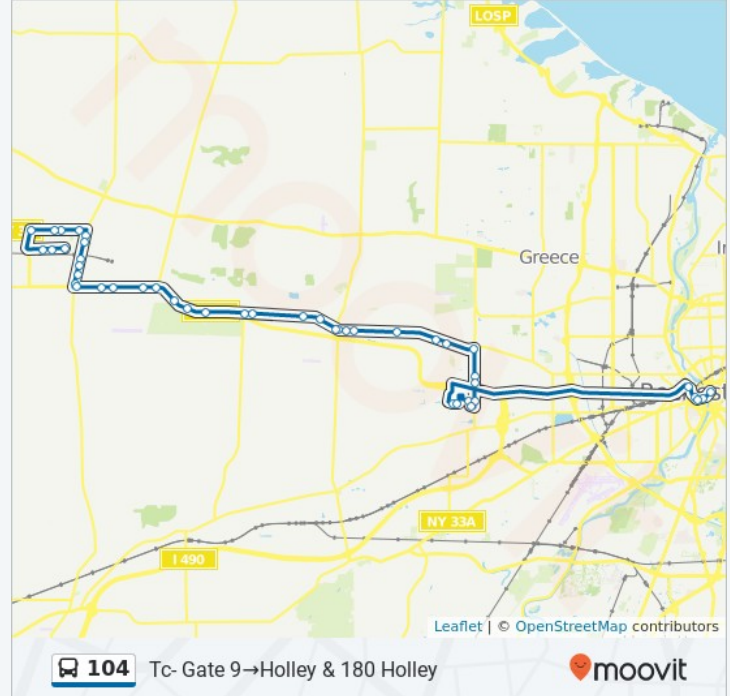 LOSP
Greece
NY 33A
I 490
Leaflet | © OpenStreetMap contributors
104 Tc- Gate 9→Holley & 180 Holley
moovit